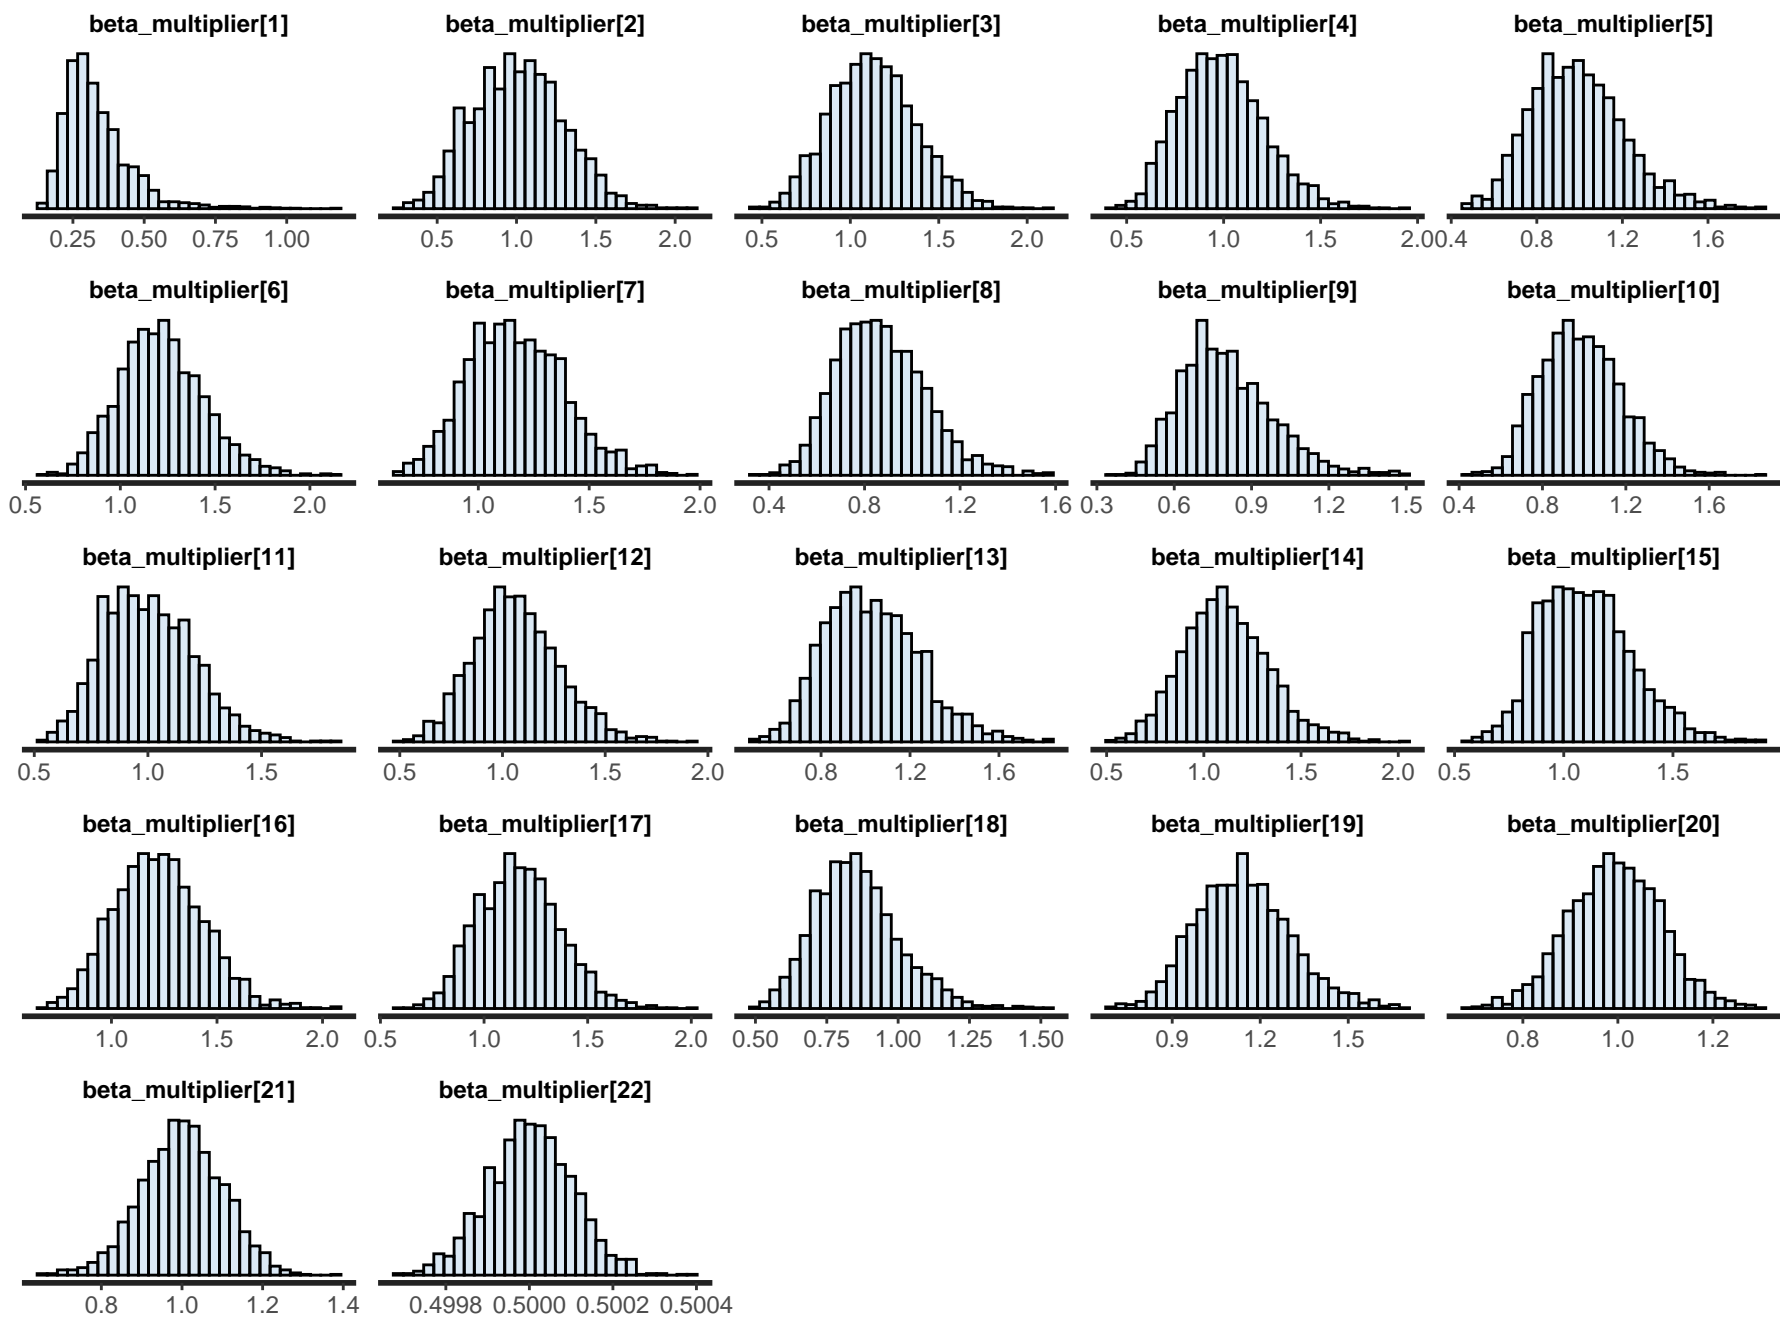 beta_multiplier[1] beta_multiplier[2] beta_multiplier[3] beta_multiplier[4] beta_multiplier[5]
0.25 0.50 0.75 1.00 0.5 1.0 1.5 2.0 0.5 1.0 1.5 2.0 0.5 1.0 1.5 2.00.4 0.8 1.2 1.6
beta_multiplier[6] beta_multiplier[7] beta_multiplier[8] beta_multiplier[9] beta_multiplier[10]
0.5 1.0 1.5 2.0 1.0 1.5 2.0 0.4 0.8 1.2 1.6 0.3 0.6 0.9 1.2 1.5 0.4 0.8 1.2 1.6
beta_multiplier[11] beta_multiplier[12] beta_multiplier[13] beta_multiplier[14] beta_multiplier[15]
0.5 1.0 1.5 0.5 1.0 1.5 2.0 0.8 1.2 1.6 0.5 1.0 1.5 2.0 0.5 1.0 1.5
beta_multiplier[16] beta_multiplier[17] beta_multiplier[18] beta_multiplier[19] beta_multiplier[20]
1.0 1.5 2.0 0.5 1.0 1.5 2.0 0.50 0.75 1.00 1.25 1.50 0.9 1.2 1.5 0.8 1.0 1.2
beta_multiplier[21] beta_multiplier[22]
0.8 1.0 1.2 1.4 0.4998 0.5000 0.5002 0.5004